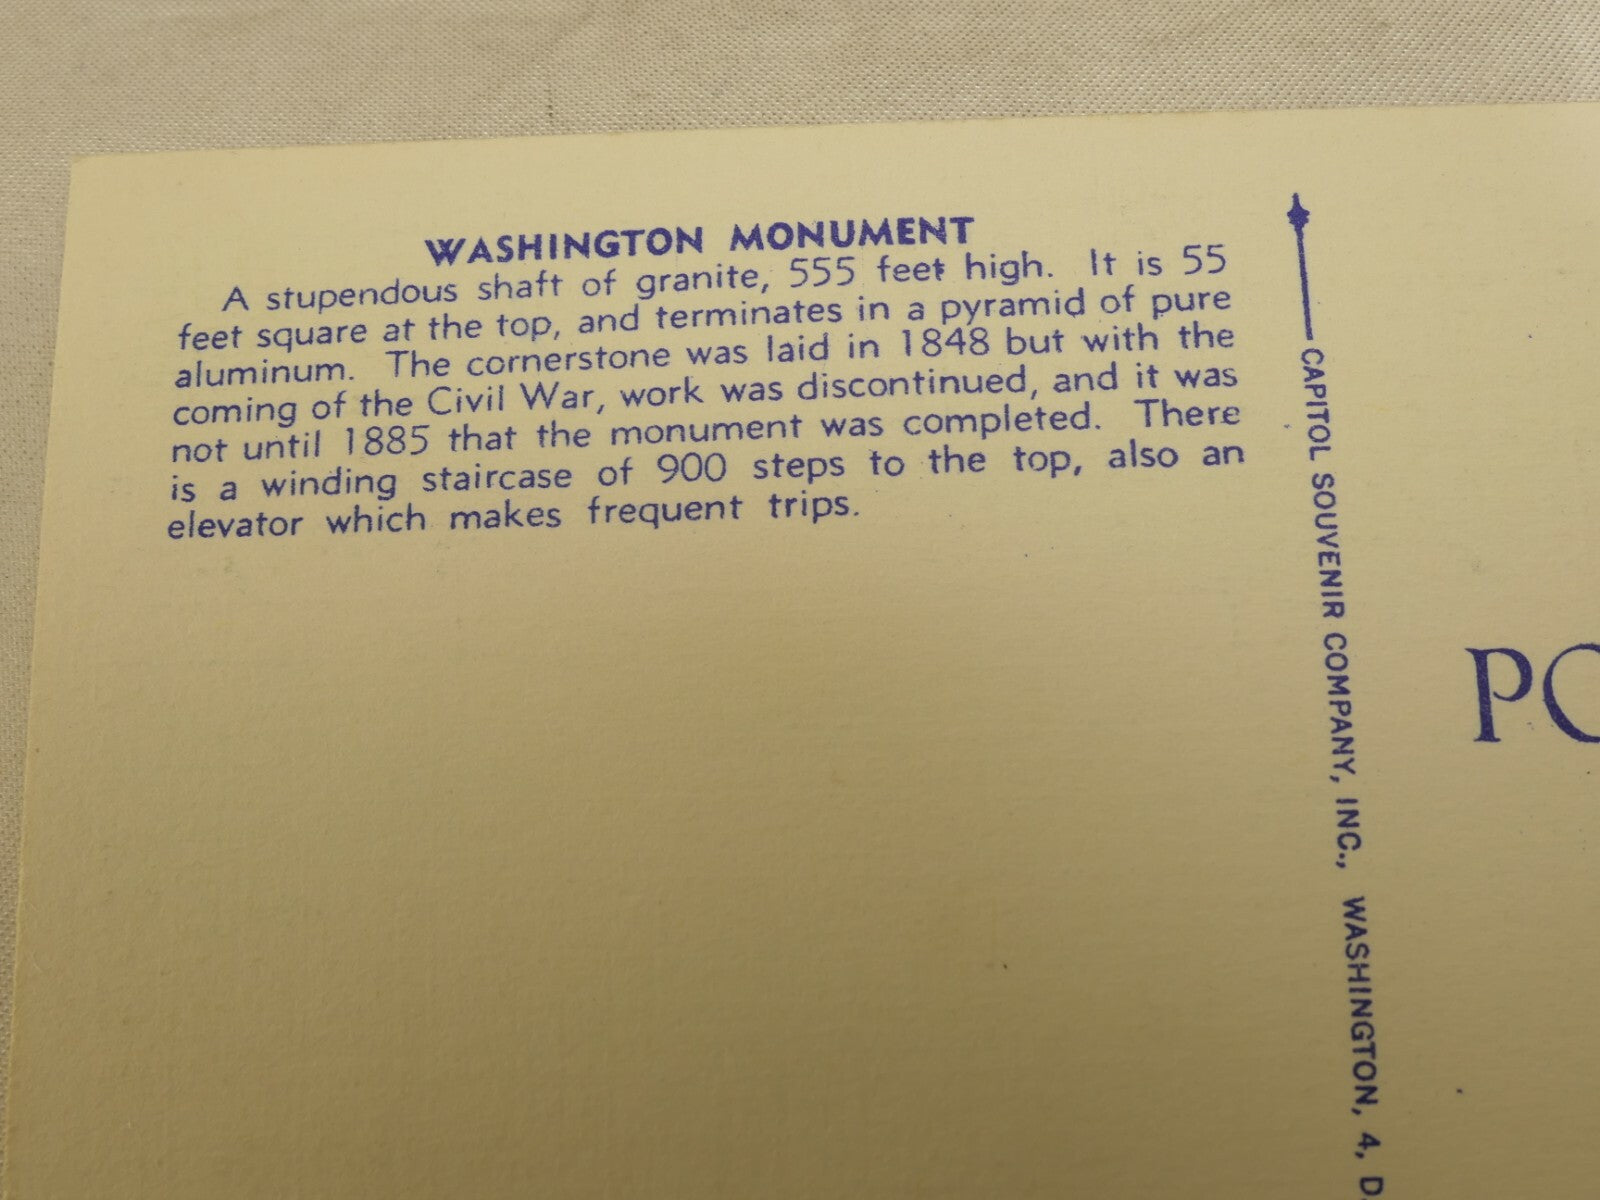 WASHINGTON MONUMENT
A stupendous shaft of granite, 555 feet high. It is 55
feet square at the top, and terminates in a pyramid of pure
aluminum. The cornerstone was laid in 1848 but with the
coming of the Civil War, work was discontinued, and it was
not until 1885 that the monument was completed. There
is a winding staircase of 900 steps to the top, also an
elevator which makes frequent trips.
CAPITOL SOUVENIR COMPANY, INC., WASHINGTON, 4, D.
PO